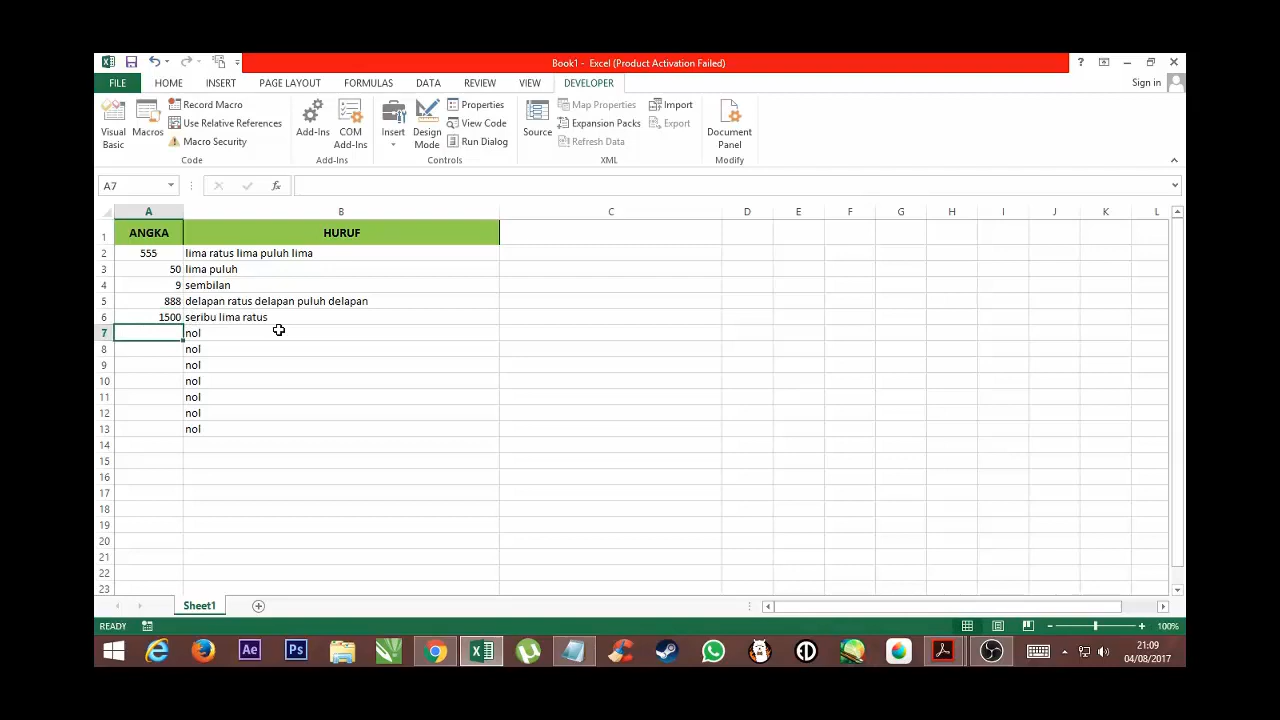 Book1 - Excel (Product Activation Failed)
?
FILE HOME INSERT PAGE LAYOUT FORMULAS DATA REVIEW VIEW DEVELOPER Sign in
Visual Basic
Macros
Record Macro
Use Relative References
Macro Security
Code
Add-Ins
COM Add-Ins
Add-Ins
Insert
Design Mode
Properties
View Code
Run Dialog
Controls
Source
Map Properties
Expansion Packs
Refresh Data
Import
Export
XML
Document Panel
Modify
A7 fx
A B C D E F G H I J K L
1 ANGKA HURUF
2 555 lima ratus lima puluh lima
3 50 lima puluh
4 9 sembilan
5 888 delapan ratus delapan puluh delapan
6 1500 seribu lima ratus
7 nol
8 nol
9 nol
10 nol
11 nol
12 nol
13 nol
14
15
16
17
18
19
20
21
22
23
Sheet1
READY 100%
Ae Ps
21:09
04/08/2017